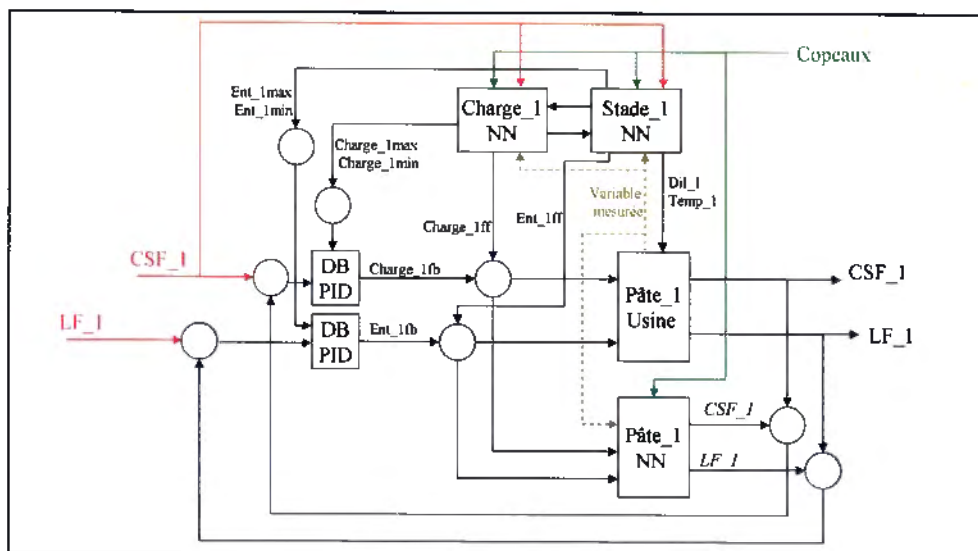 Copeaux
Ent_1max
Ent_1min
Charge_1
NN
Stade_1
NN
Charge_1max
Charge_1min
Variable
mesurée
Dil_1
Temp_1
Charge_1ff
Ent_1ff
CSF_1
DB
PID
Charge_1fb
Pâte_1
Usine
CSF_1
LF_1
DB
PID
Ent_1fb
LF_1
Pâte_1
NN
CSF_1
LF_1